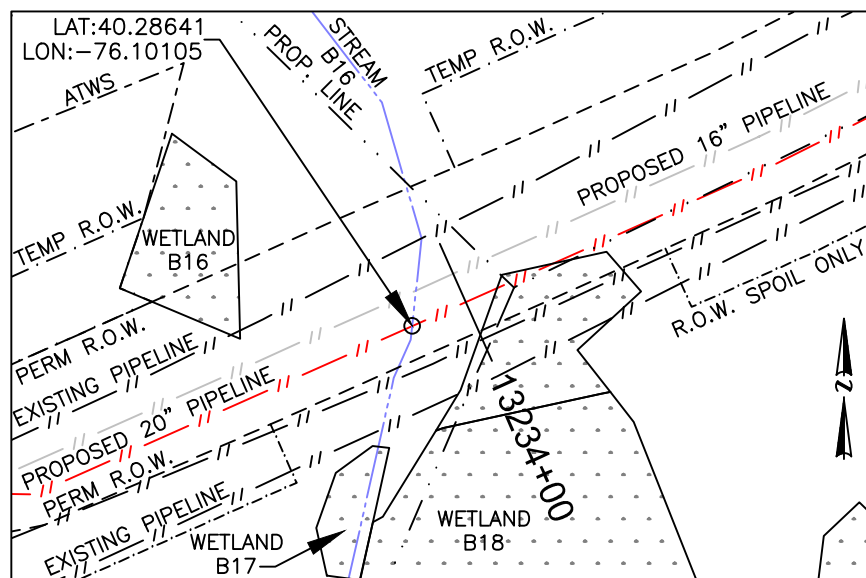 LAT:40.28641
LON:-76.10105
ATWS
STREAM
B16
PROP. LINE
TEMP R.O.W.
PROPOSED 16" PIPELINE
TEMP R.O.W.
WETLAND
B16
R.O.W. SPOIL ONLY
PERM R.O.W.
EXISTING PIPELINE
PROPOSED 20" PIPELINE
PERM R.O.W.
EXISTING PIPELINE
13234+00
WETLAND
B17
WETLAND
B18
N